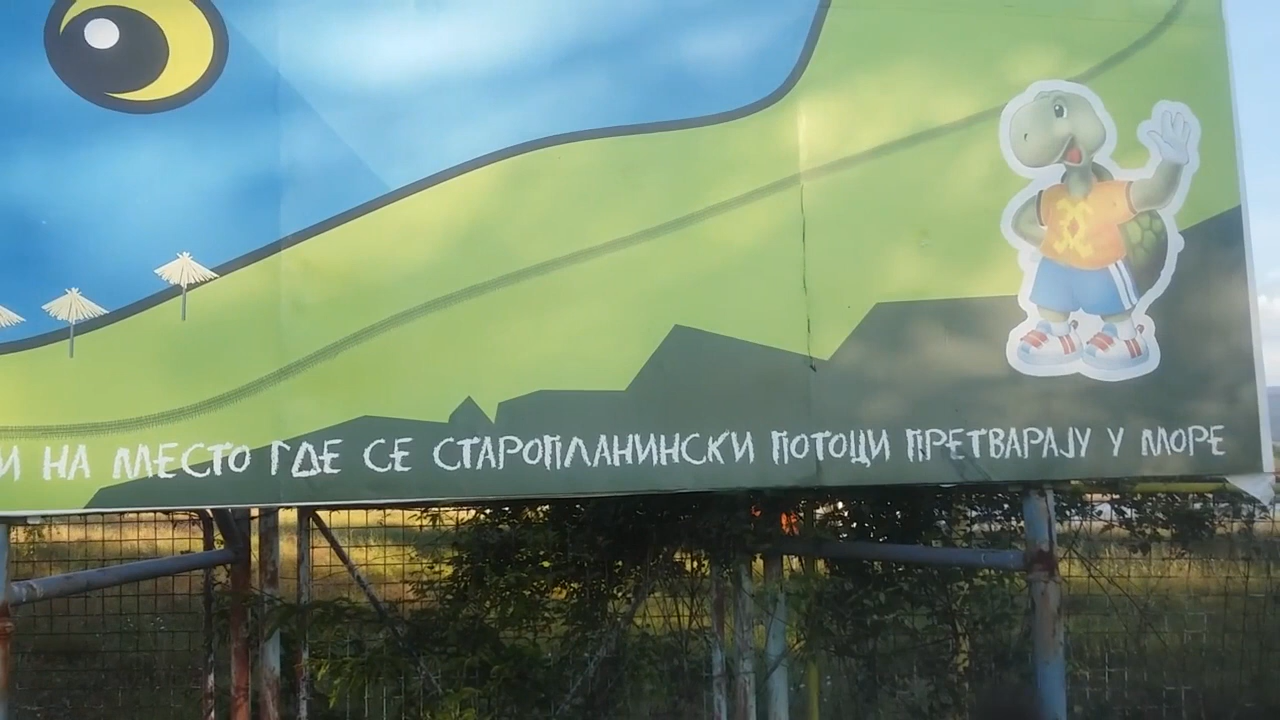 И НА МЕСТО ГДЕ СЕ СТАРОПЛАНИНСКИ ПОТОЦИ ПРЕТВАРАЈУ У МОРЕ